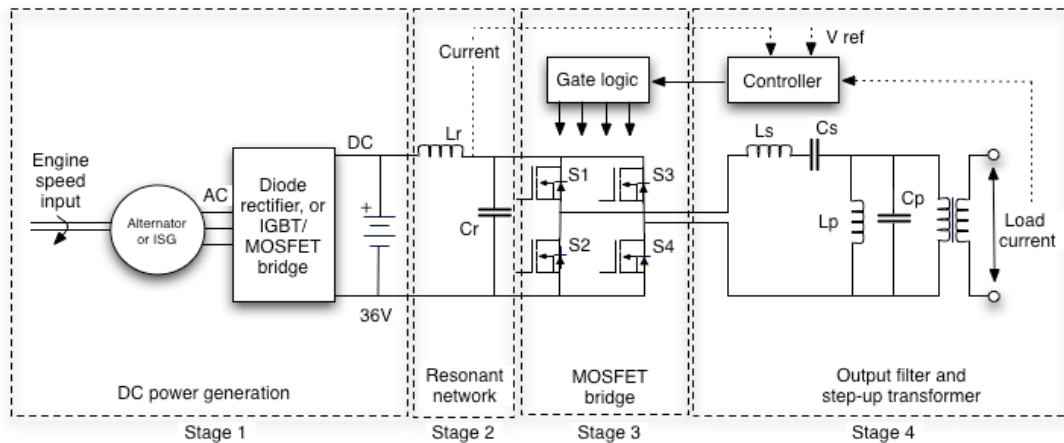 Engine
speed
input
Alternator
or ISG
AC
Diode
rectifier, or
IGBT/
MOSFET
bridge
DC
+
36V
DC power generation
Stage 1
Current
Lr
Cr
Resonant
network
Stage 2
Gate logic
S1
S3
S2
S4
MOSFET
bridge
Stage 3
V ref
Controller
Ls
Cs
Lp
Cp
Load
current
Output filter and
step-up transformer
Stage 4